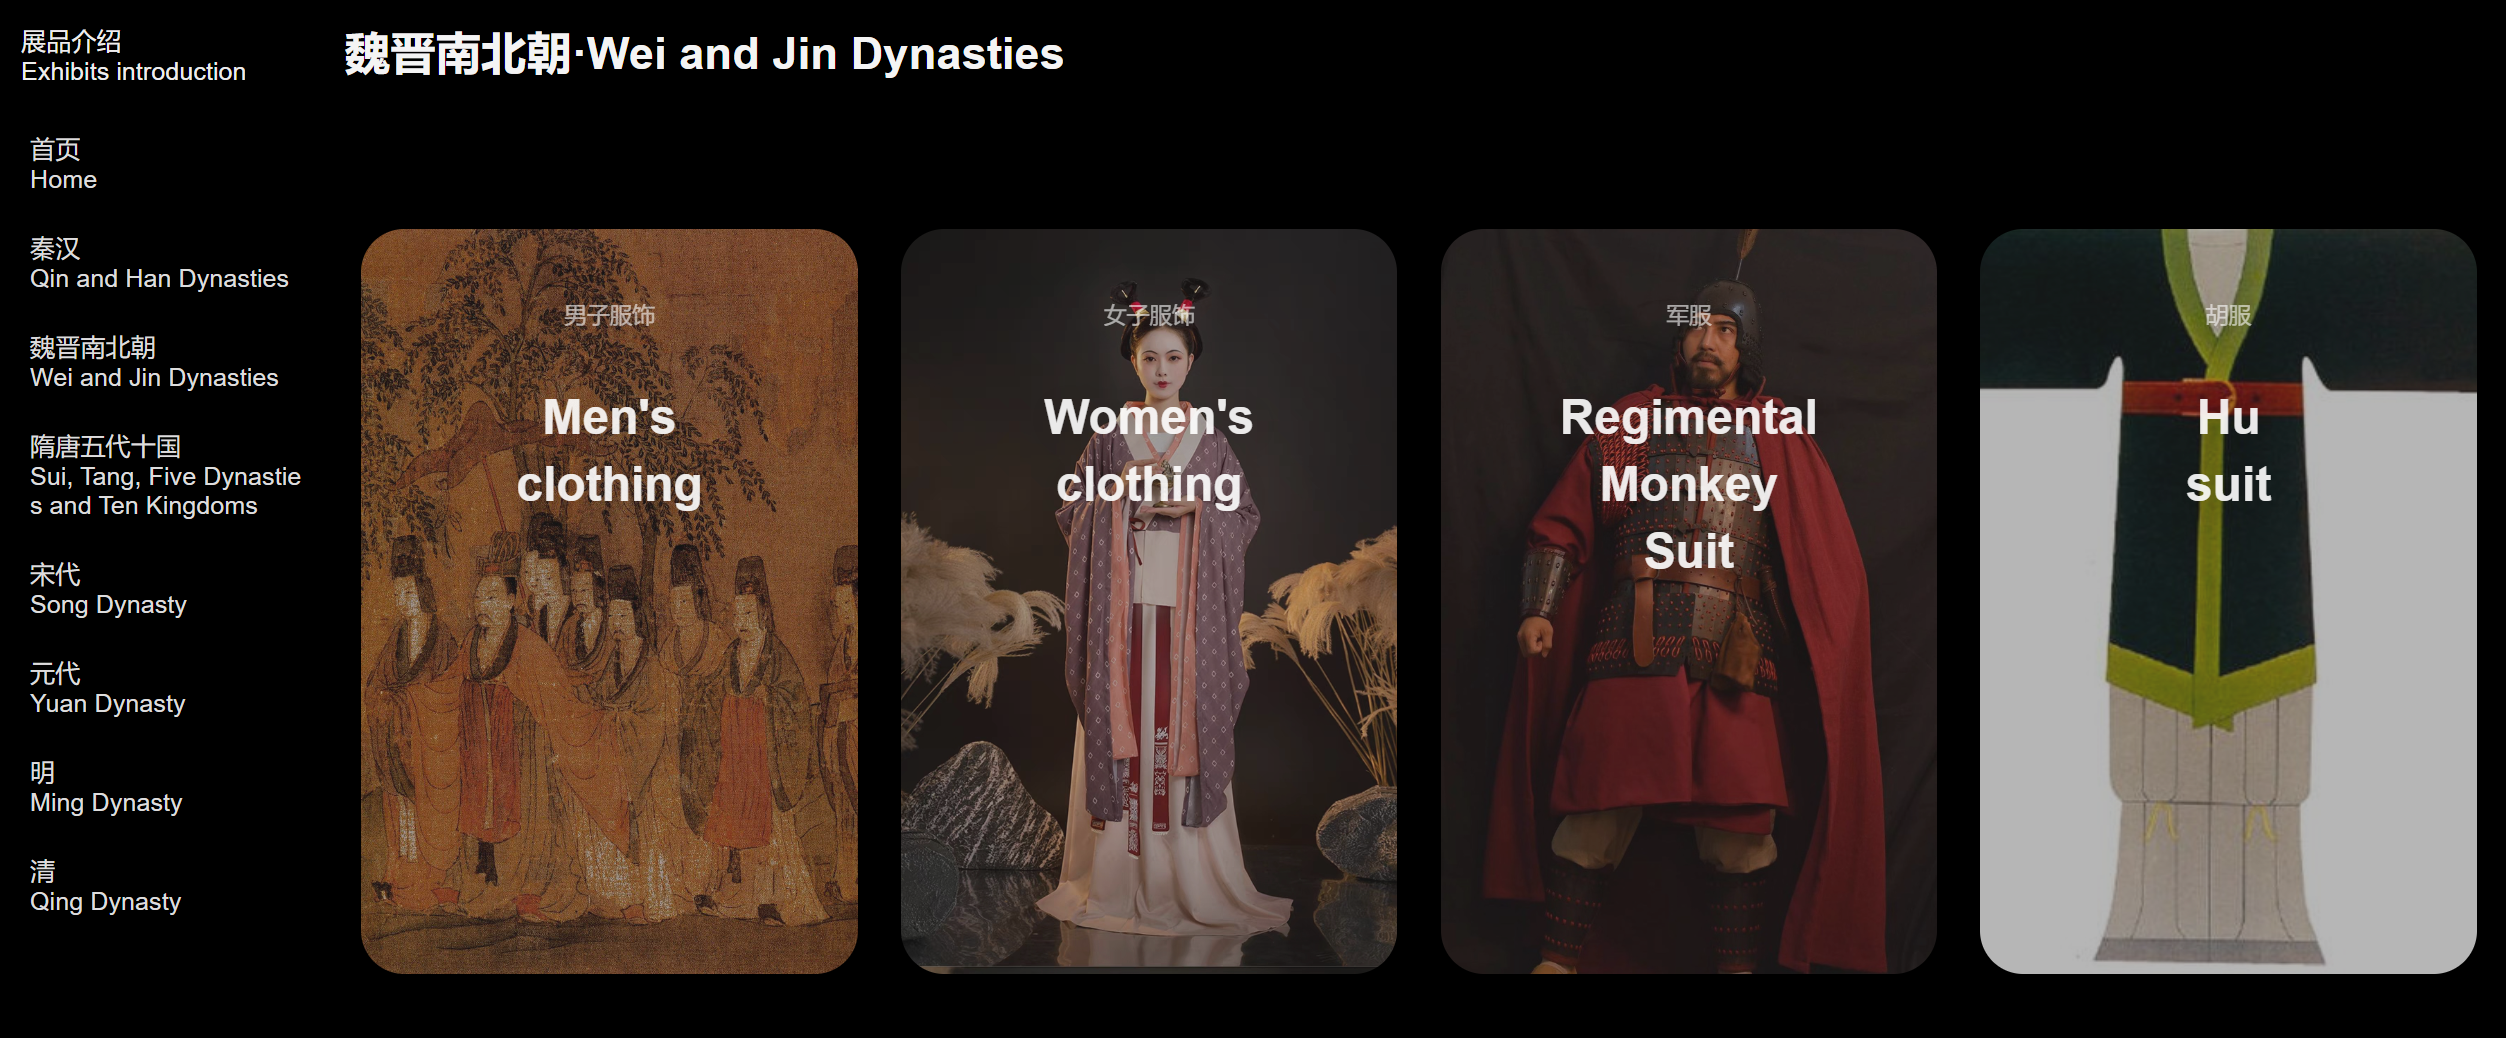 展品介绍
Exhibits introduction
首页
Home
秦汉
Qin and Han Dynasties
魏晋南北朝
Wei and Jin Dynasties
隋唐五代十国
Sui, Tang, Five Dynastie
s and Ten Kingdoms
宋代
Song Dynasty
元代
Yuan Dynasty
明
Ming Dynasty
清
Qing Dynasty
魏晋南北朝·Wei and Jin Dynasties
男子服饰
Men's
clothing
女子服饰
Women's
clothing
军服
Regimental
Monkey
Suit
胡服
Hu
suit